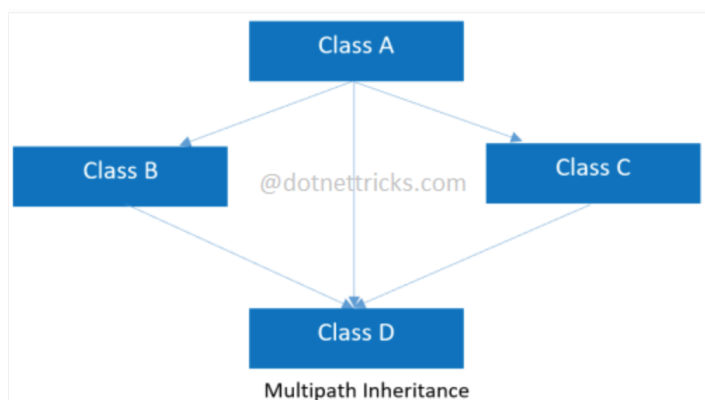 Class A
Class B
@dotnettricks.com
Class C
Class D
Multipath Inheritance